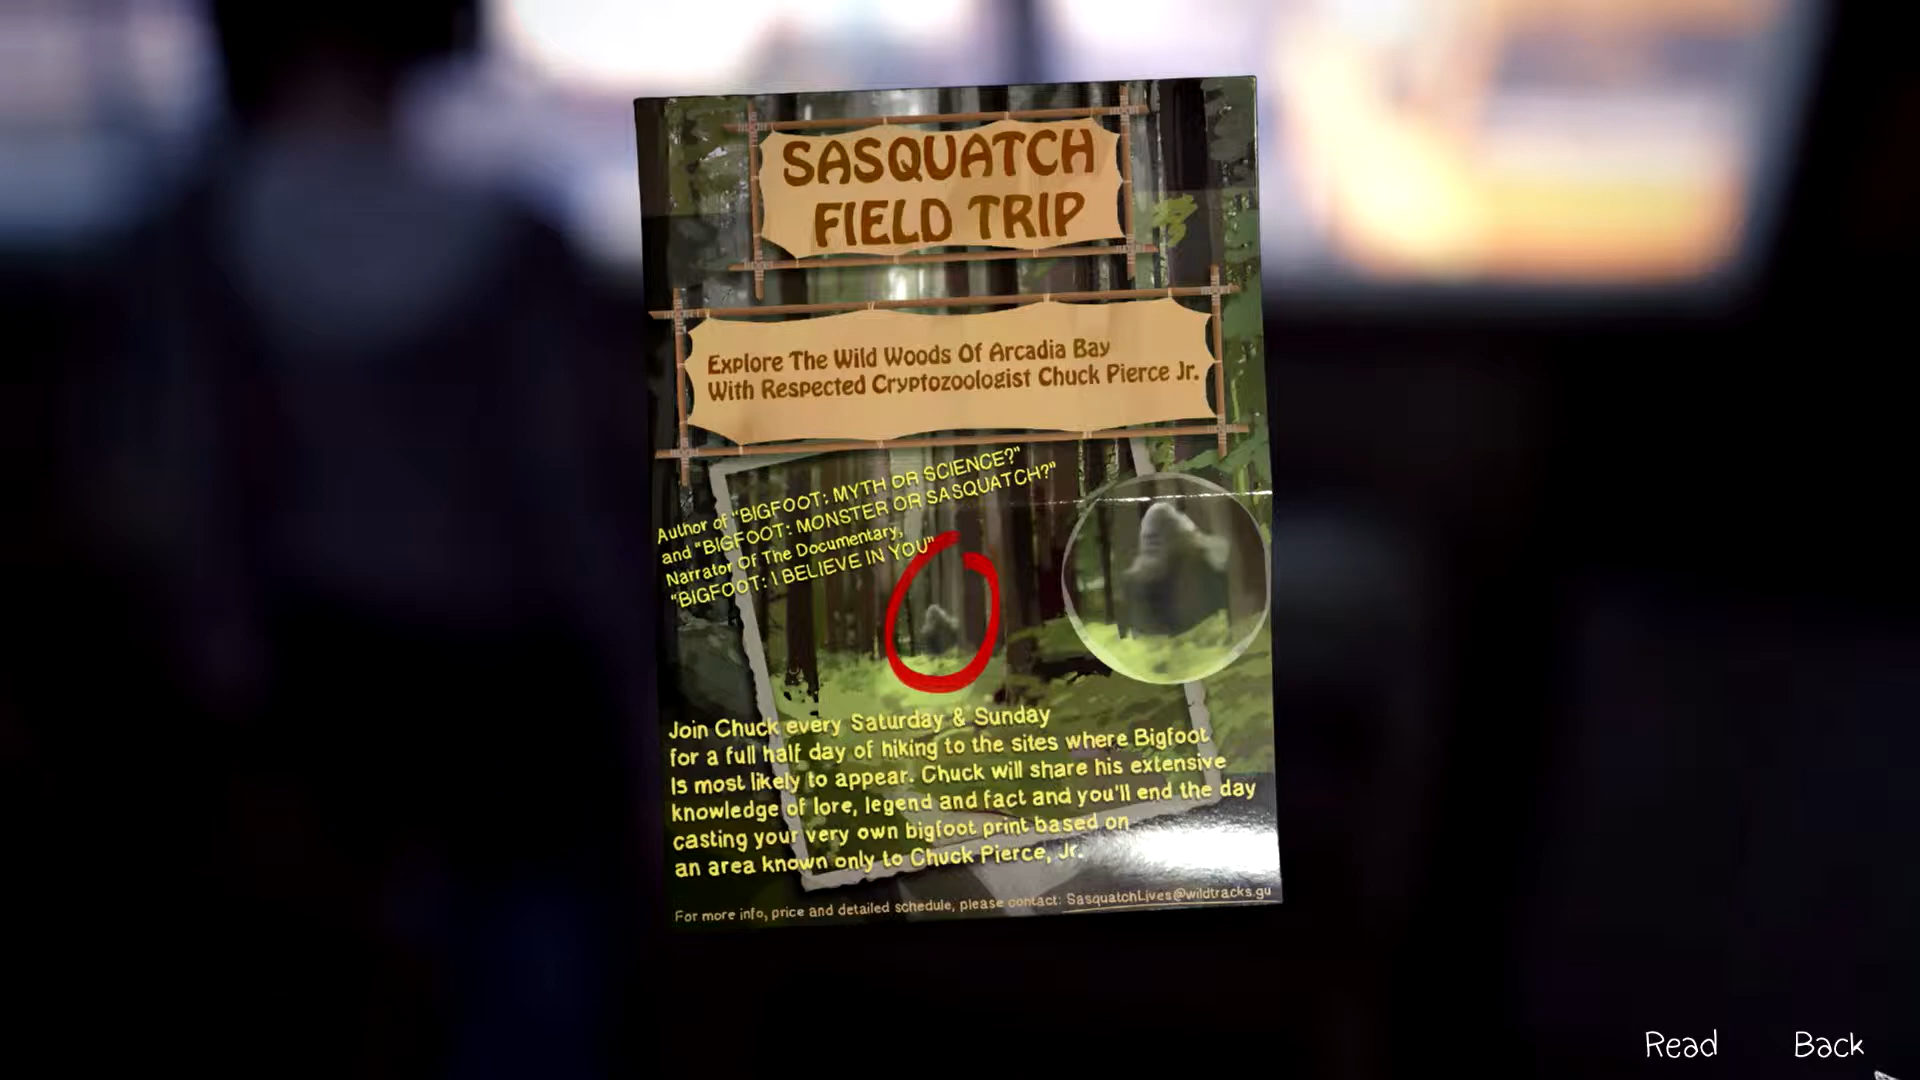 SASQUATCH
FIELD TRIP
Explore The Wild Woods Of Arcadia Bay
With Respected Cryptozoologist Chuck Pierce Jr.
Author of "BIGFOOT: MYTH OR SCIENCE?"
and "BIGFOOT: MONSTER OR SASQUATCH?"
Narrator Of The Documentary,
"BIGFOOT: I BELIEVE IN YOU"
Join Chuck every Saturday & Sunday
for a full half day of hiking to the sites where Bigfoot
Is most likely to appear. Chuck will share his extensive
knowledge of lore, legend and fact and you'll end the day
casting your very own bigfoot print based on
an area known only to Chuck Pierce, Jr.
For more info, price and detailed schedule, please contact: SasquatchLives@wildtracks.gu
Read
Back